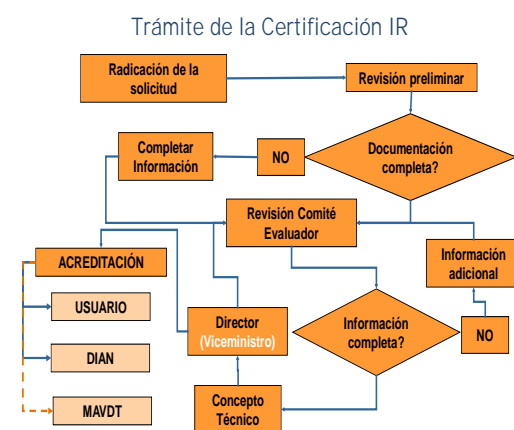 Trámite de la Certificación IR
Radicación de la
solicitud
Revisión preliminar
Completar
Información
NO
Documentación
completa?
Revisión Comité
Evaluador
Información
adicional
ACREDITACIÓN
USUARIO
DIAN
MAVDT
Director
(Viceministro)
Información
completa?
NO
Concepto
Técnico